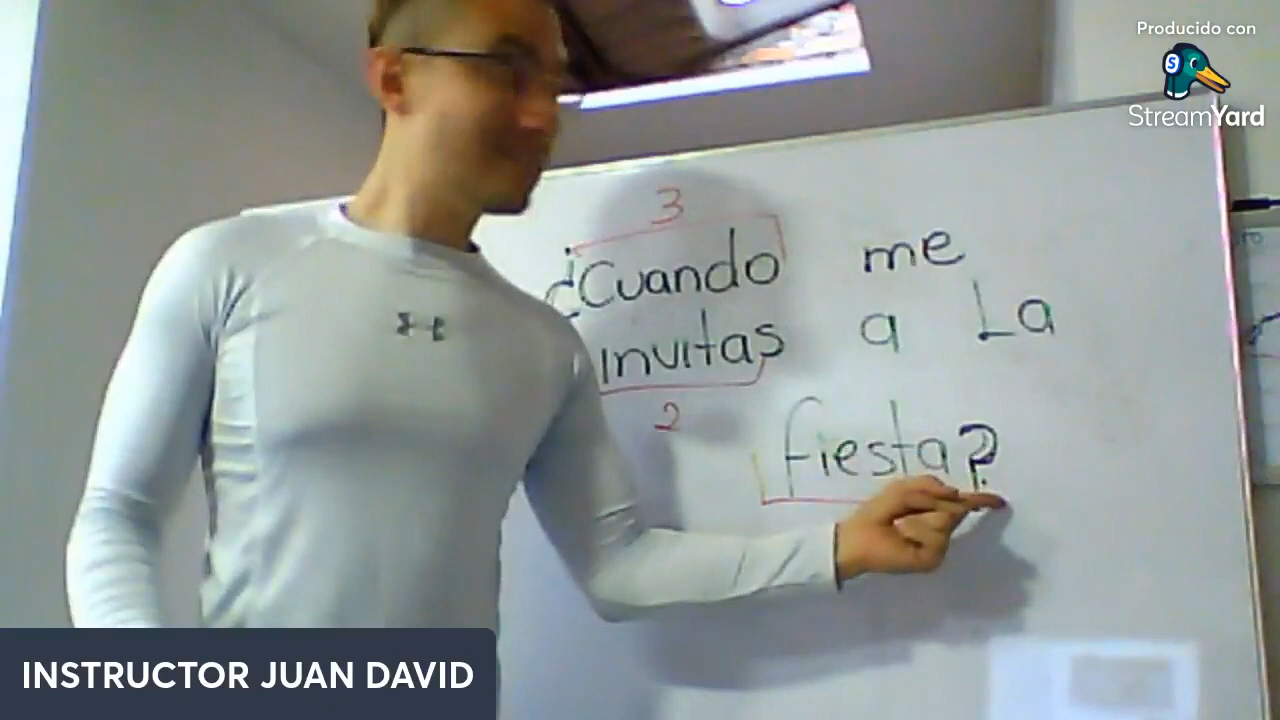 Producido con
StreamYard
3
¿Cuando me
invitas a La
2
fiesta?
INSTRUCTOR JUAN DAVID